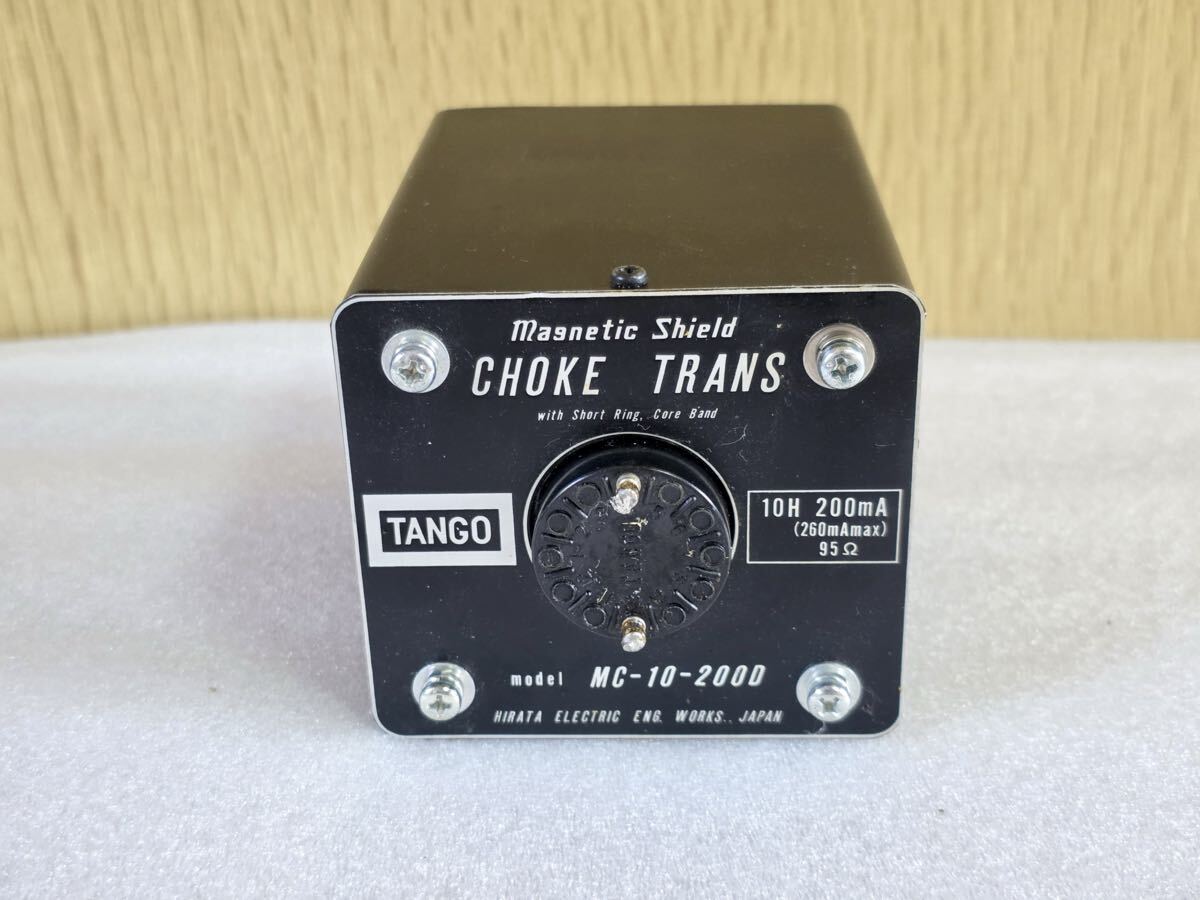 Magnetic Shield
CHOKE TRANS
with Short Ring, Core Band
TANGO
10H 200mA
(260mAmax)
95Ω
model MC-10-200D
HIRATA ELECTRIC ENG. WORKS., JAPAN